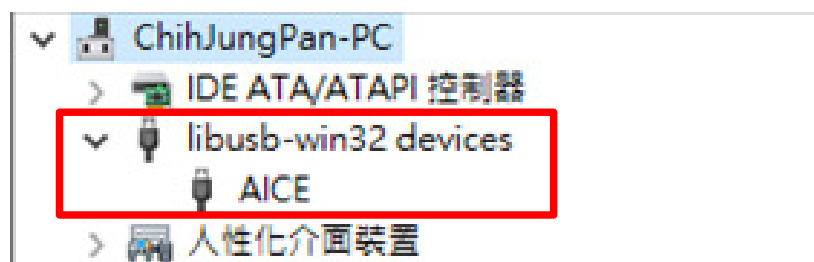 ChihJungPan-PC
IDE ATA/ATAPI 控制器
libusb-win32 devices
AICE
人性化介面裝置